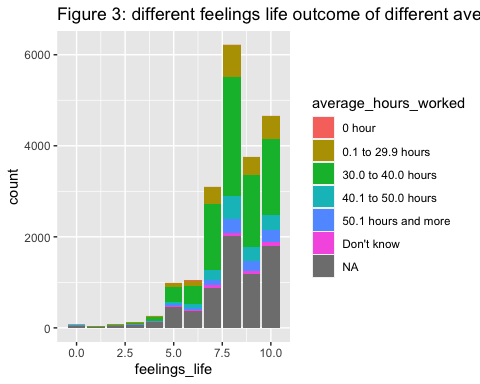 Figure 3: different feelings life outcome of different ave
6000
4000
2000
0
count
0.0 2.5 5.0 7.5 10.0
feelings_life
average_hours_worked
0 hour
0.1 to 29.9 hours
30.0 to 40.0 hours
40.1 to 50.0 hours
50.1 hours and more
Don't know
NA